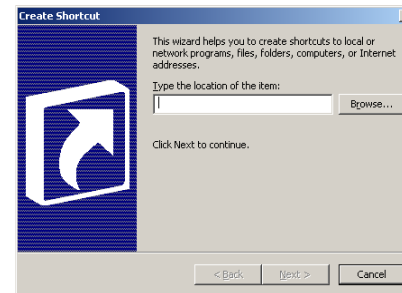 Create Shortcut
This wizard helps you to create shortcuts to local or
network programs, files, folders, computers, or Internet
addresses.
Type the location of the item:
Browse...
Click Next to continue.
< Back
Next >
Cancel